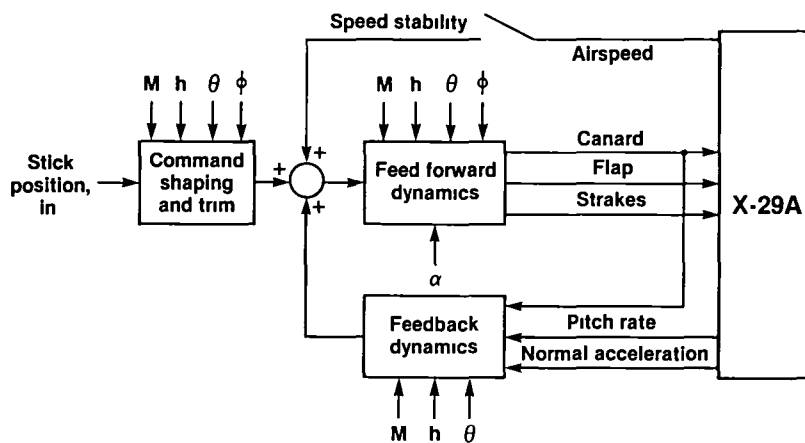 Speed stability
Airspeed
M h θ ϕ
M h θ ϕ
Stick position, in
Command shaping and trim
+
+
+
Feed forward dynamics
Canard
Flap
Strakes
X-29A
α
Feedback dynamics
Pitch rate
Normal acceleration
M h θ